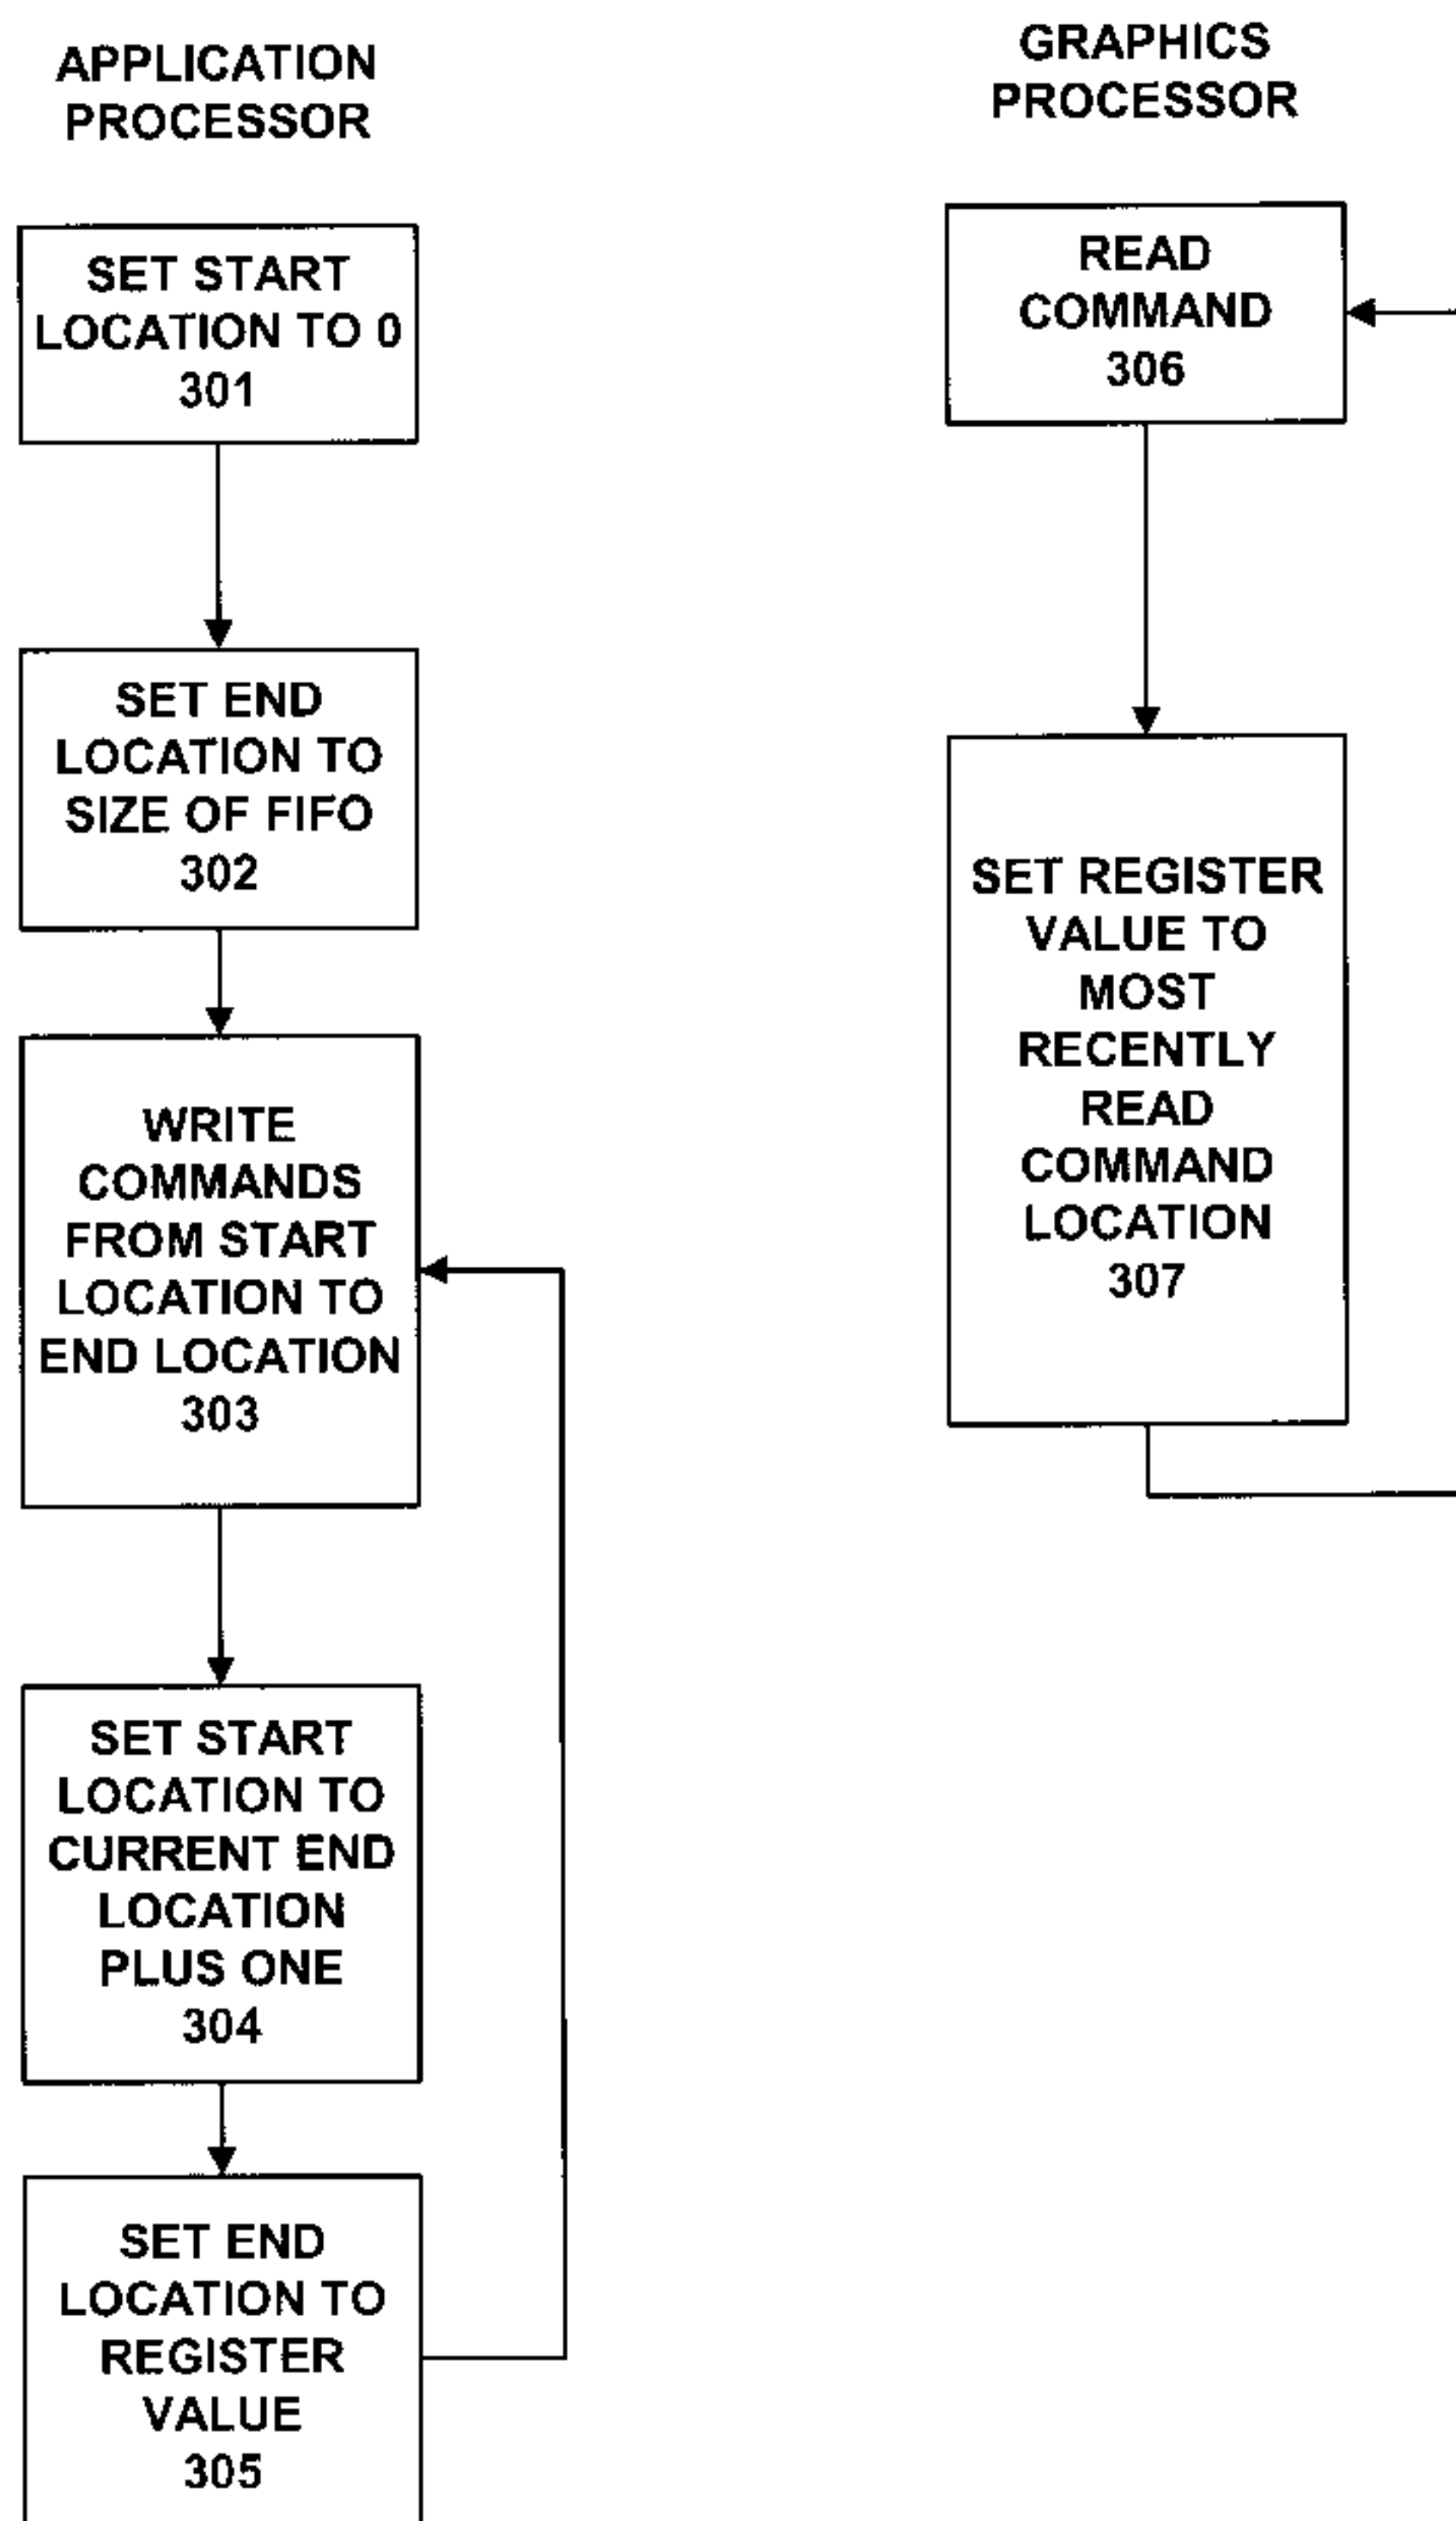 APPLICATION
PROCESSOR
SET START
LOCATION TO 0
301
SET END
LOCATION TO
SIZE OF FIFO
302
WRITE
COMMANDS
FROM START
LOCATION TO
END LOCATION
303
SET START
LOCATION TO
CURRENT END
LOCATION
PLUS ONE
304
SET END
LOCATION TO
REGISTER
VALUE
305
GRAPHICS
PROCESSOR
READ
COMMAND
306
SET REGISTER
VALUE TO
MOST
RECENTLY
READ
COMMAND
LOCATION
307